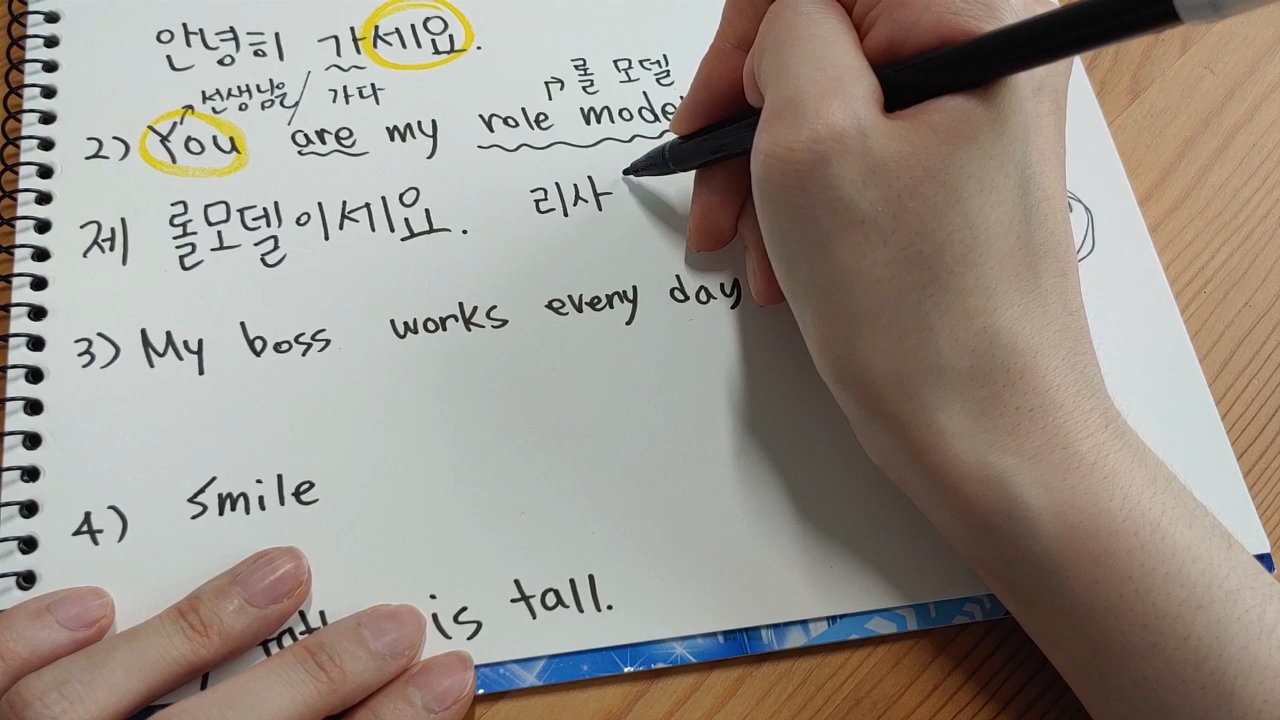 안녕히 가세요.
롤 모델
선생님은/ 가다
2) You are my role model
제 롤모델이세요. 리사
3) My boss works every day
4) Smile
is tall.